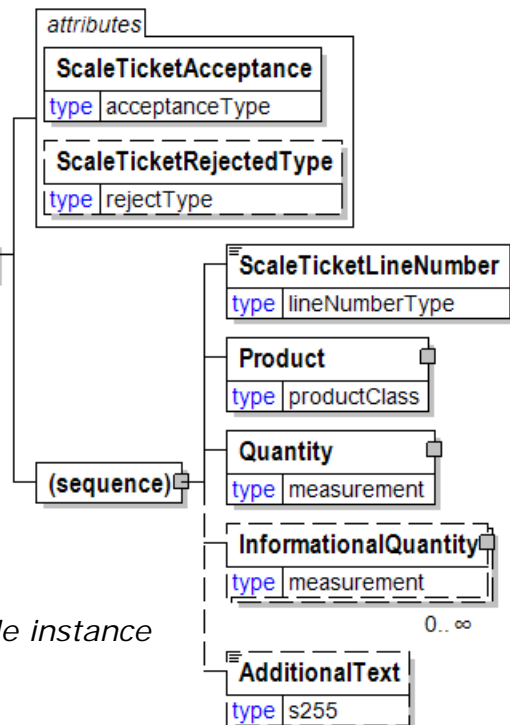 attributes
ScaleTicketAcceptance
type acceptanceType
ScaleTicketRejectedType
type rejectType
ScaleTicketLineNumber
type lineNumberType
Product
type productClass
Quantity
type measurement
(sequence)
InformationalQuantity
type measurement
0.. ∞
instance
AdditionalText
type s255